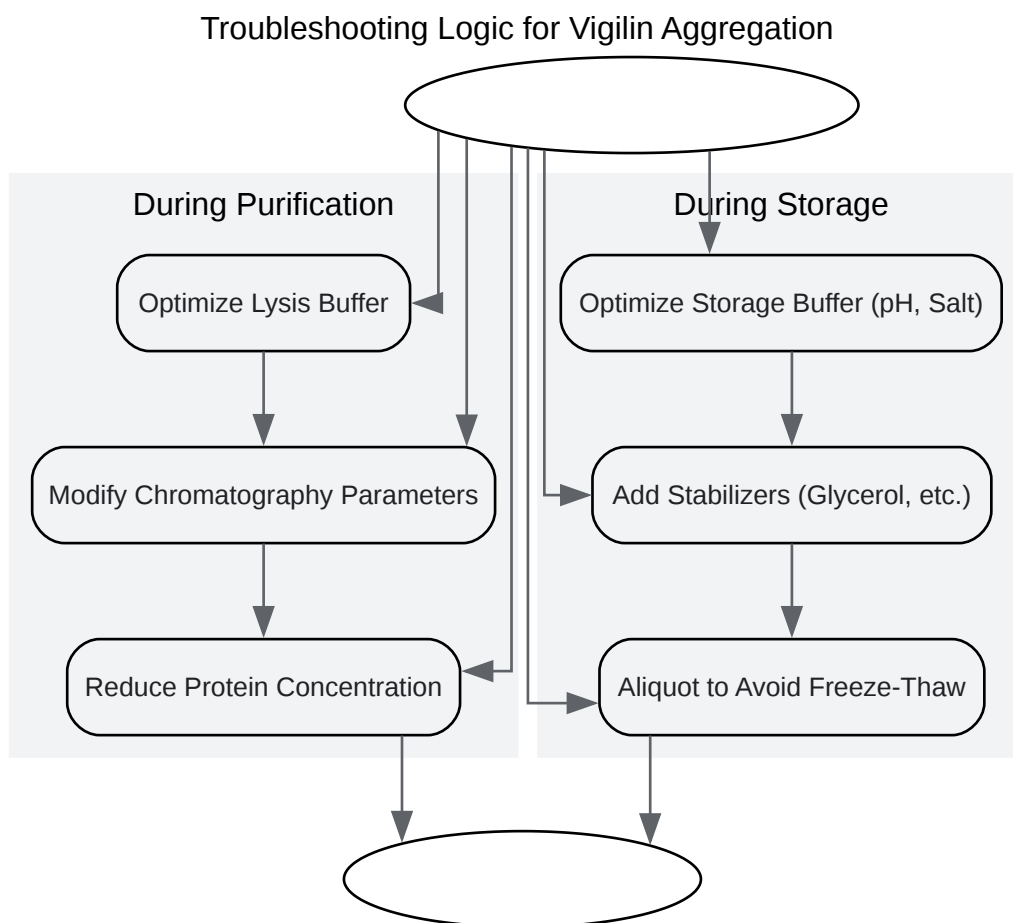 Troubleshooting Logic for Vigilin Aggregation
During Purification
Optimize Lysis Buffer
Modify Chromatography Parameters
Reduce Protein Concentration
During Storage
Optimize Storage Buffer (pH, Salt)
Add Stabilizers (Glycerol, etc.)
Aliquot to Avoid Freeze-Thaw